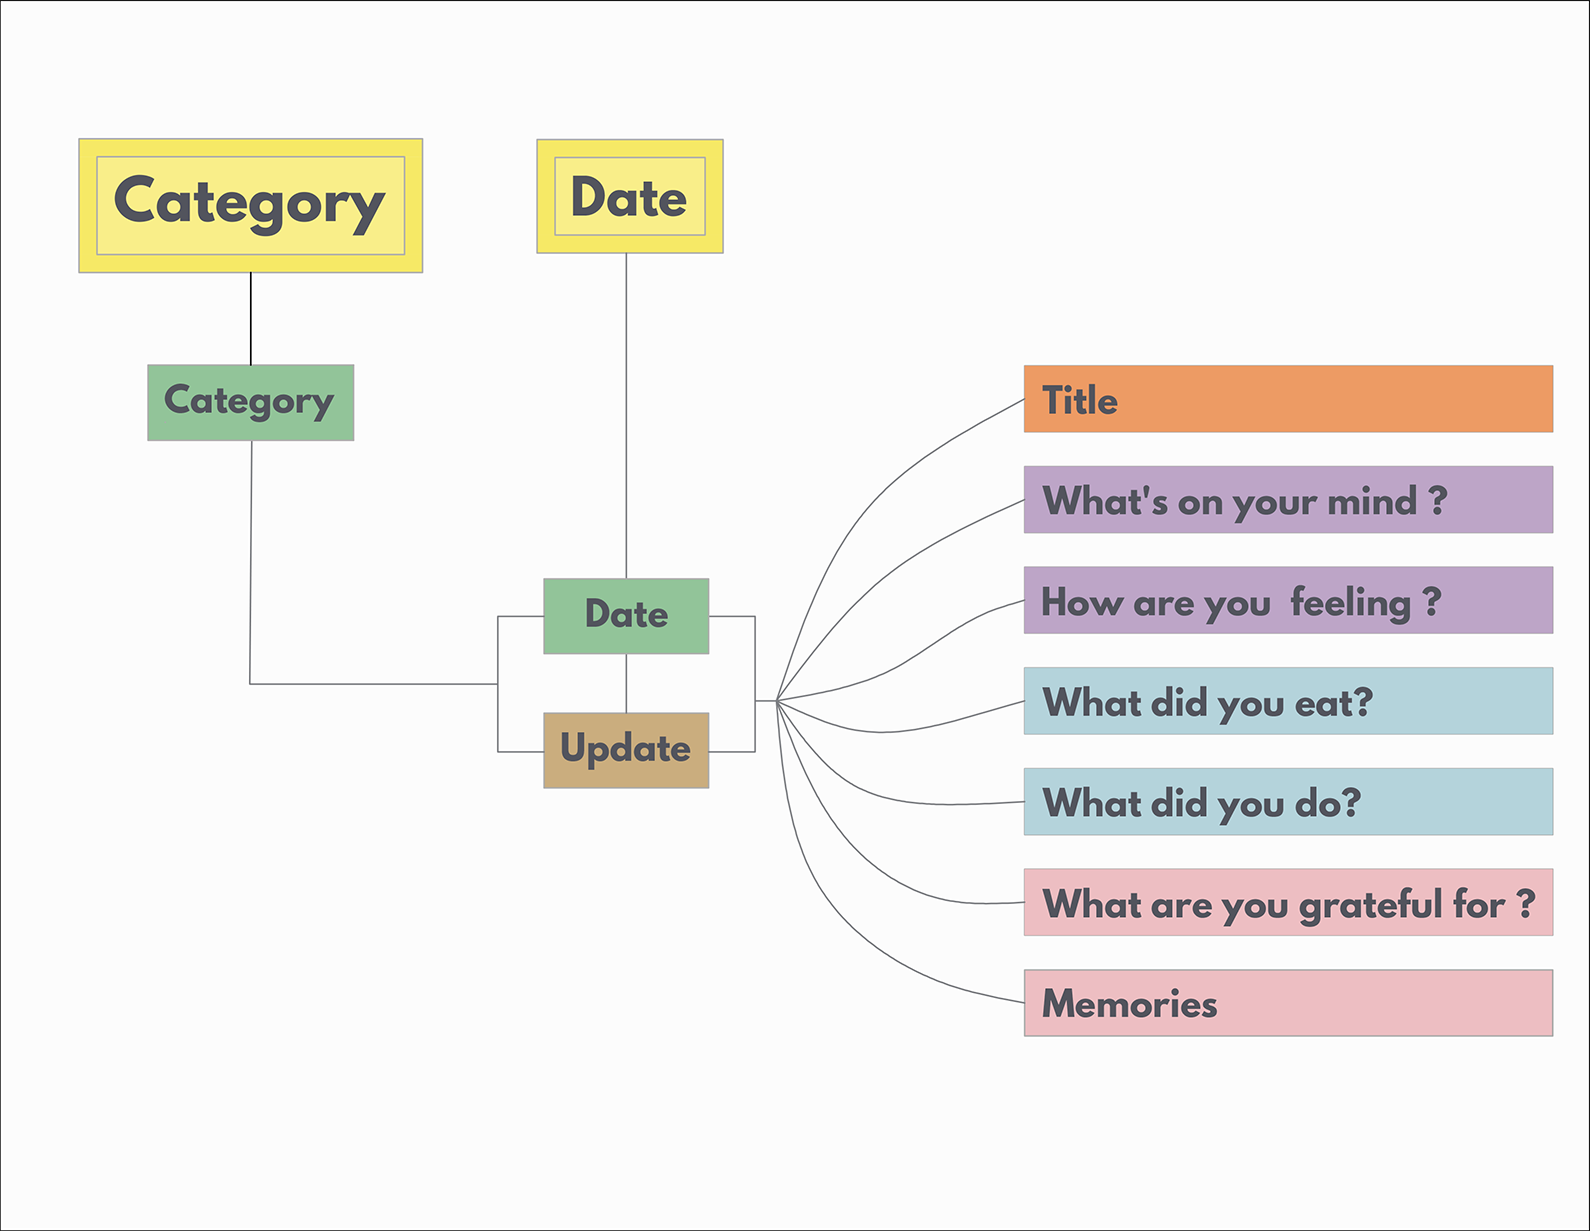 Category
Date
Category
Date
Update
Title
What's on your mind ?
How are you  feeling ?
What did you eat?
What did you do?
What are you grateful for ?
Memories